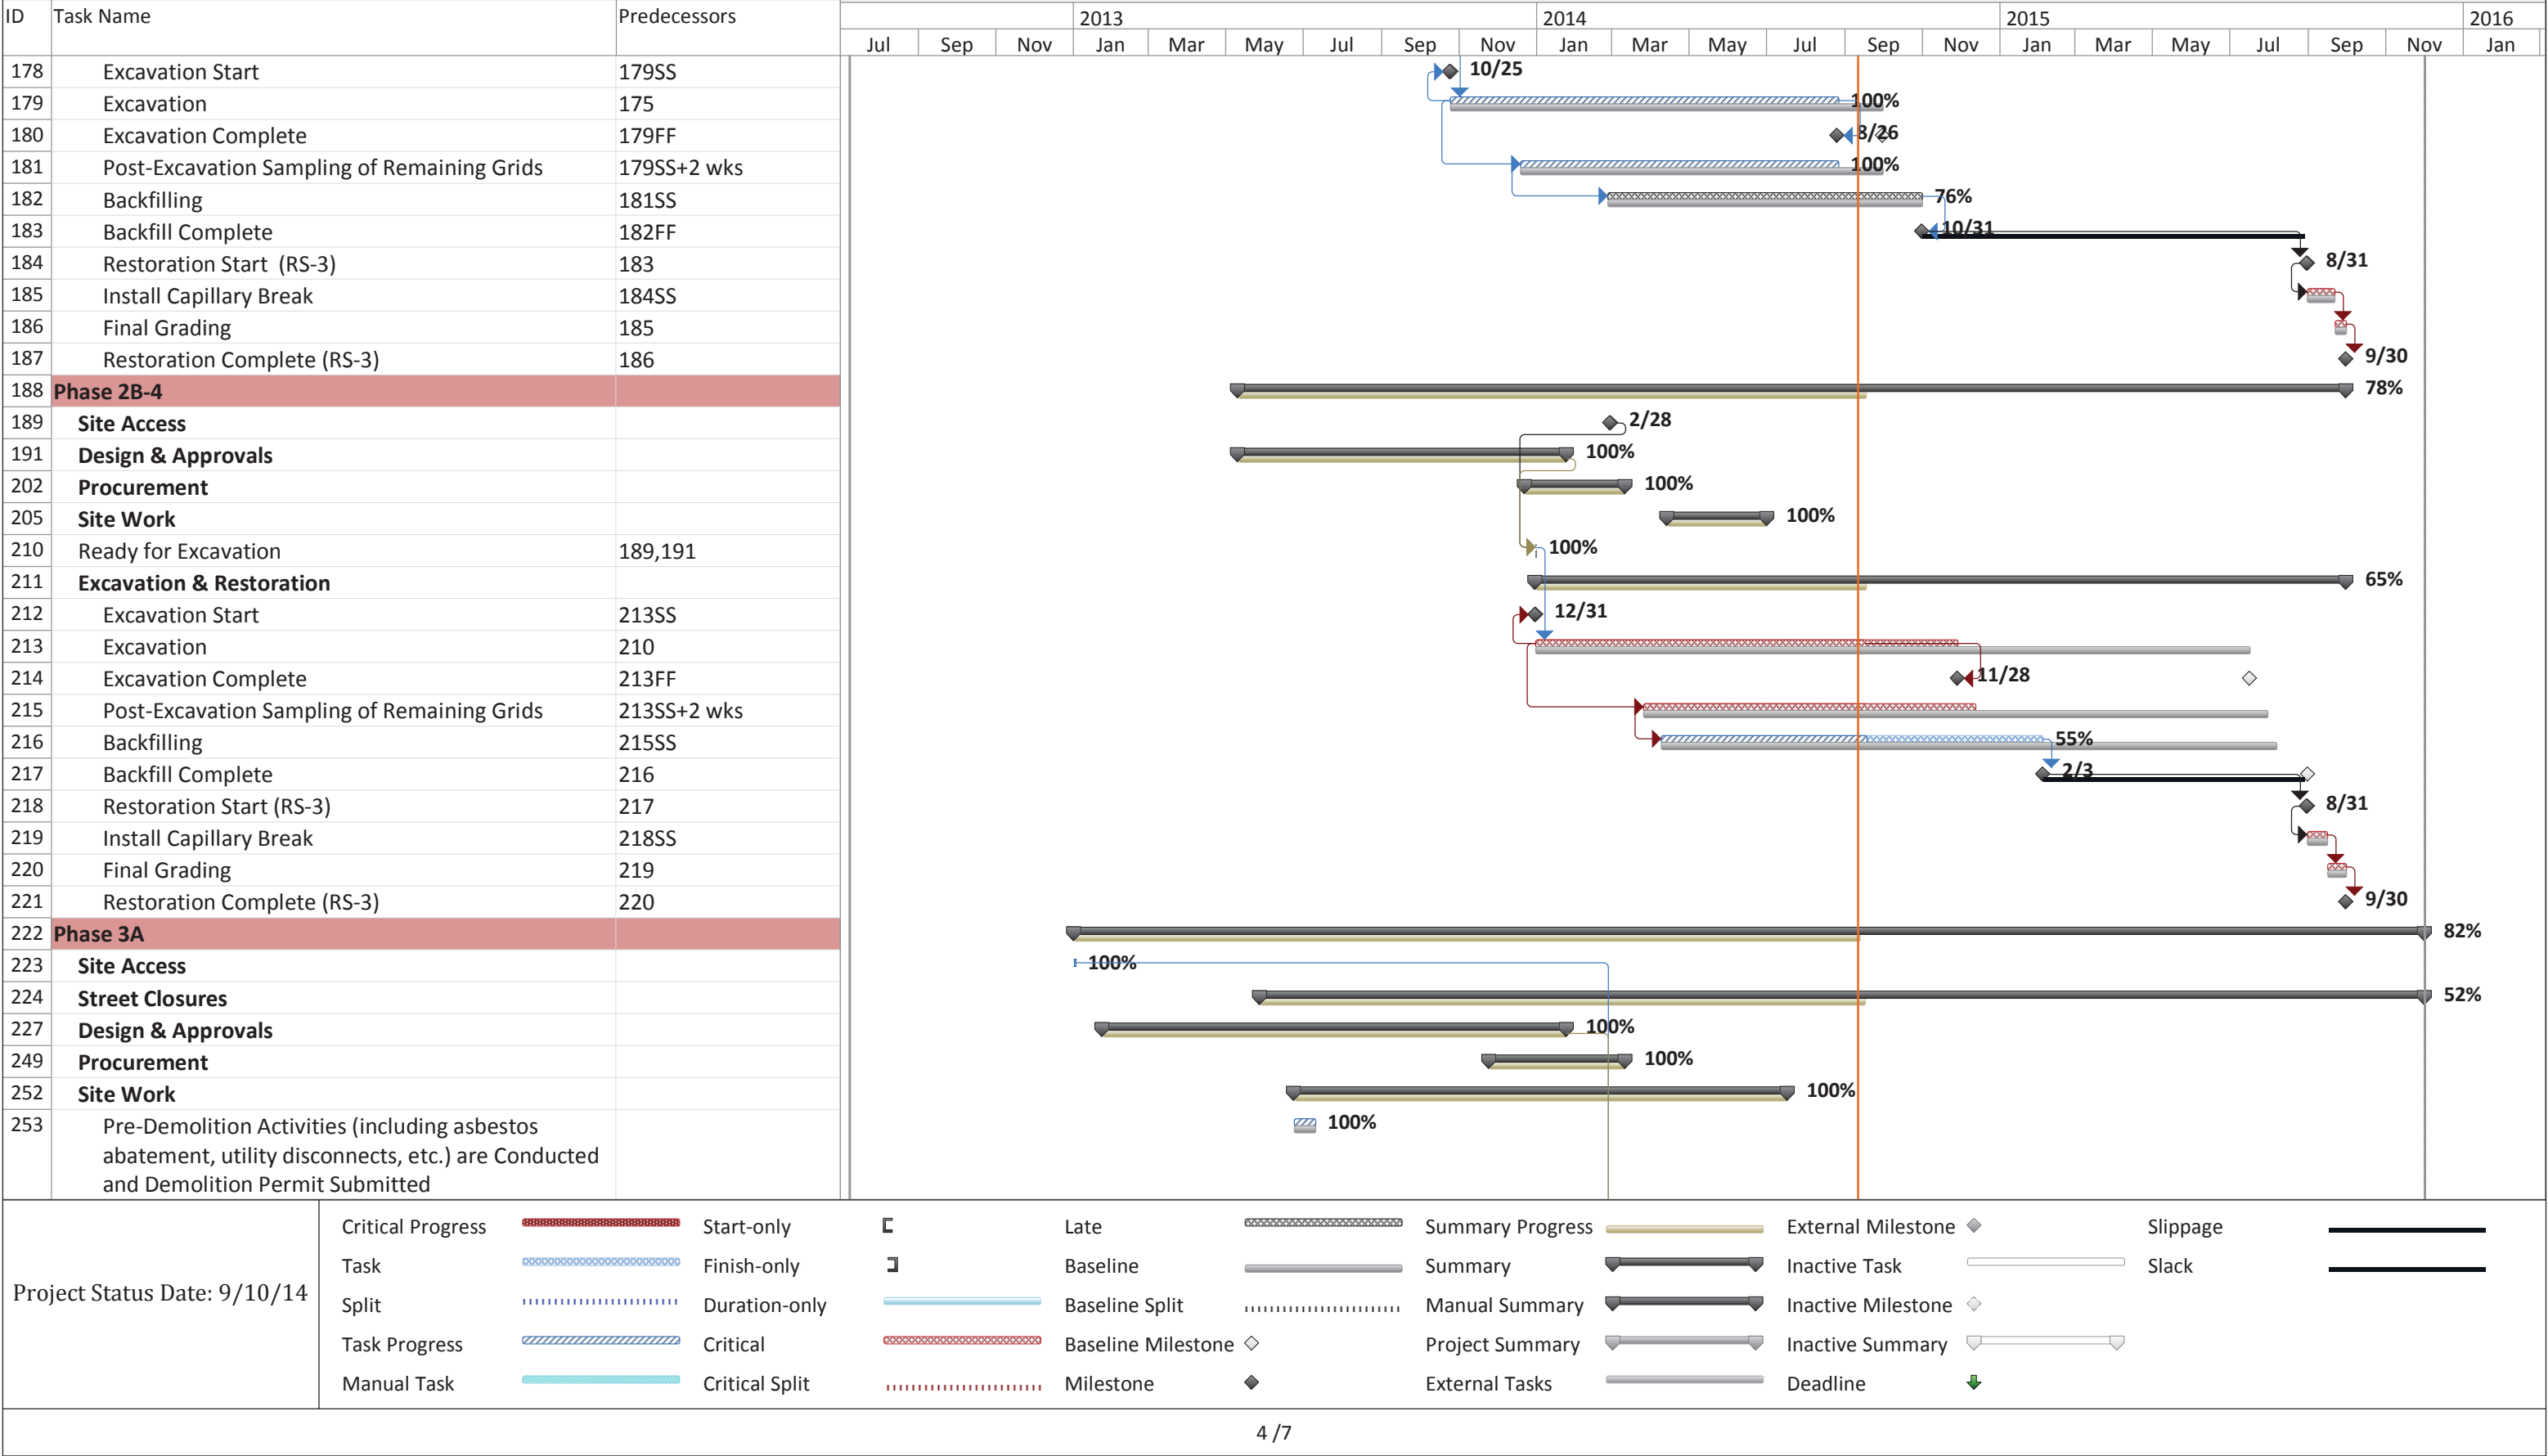 ID Task Name Predecessors 2013 2014 2015 2016
Jul Sep Nov Jan Mar May Jul Sep Nov Jan Mar May Jul Sep Nov Jan Mar May Jul Sep Nov Jan
178 Excavation Start 179SS 10/25
179 Excavation 175 100%
180 Excavation Complete 179FF 8/26
181 Post-Excavation Sampling of Remaining Grids 179SS+2 wks 100%
182 Backfilling 181SS 76%
183 Backfill Complete 182FF 10/31
184 Restoration Start (RS-3) 183 8/31
185 Install Capillary Break 184SS
186 Final Grading 185
187 Restoration Complete (RS-3) 186 9/30
188 Phase 2B-4 78%
189 Site Access 2/28
191 Design & Approvals 100%
202 Procurement 100%
205 Site Work 100%
210 Ready for Excavation 189,191 100%
211 Excavation & Restoration 65%
212 Excavation Start 213SS 12/31
213 Excavation 210
214 Excavation Complete 213FF 11/28
215 Post-Excavation Sampling of Remaining Grids 213SS+2 wks
216 Backfilling 215SS 55%
217 Backfill Complete 216 2/3
218 Restoration Start (RS-3) 217 8/31
219 Install Capillary Break 218SS
220 Final Grading 219
221 Restoration Complete (RS-3) 220 9/30
222 Phase 3A 82%
223 Site Access 100%
224 Street Closures 52%
227 Design & Approvals 100%
249 Procurement 100%
252 Site Work 100%
253 Pre-Demolition Activities (including asbestos 100%
abatement, utility disconnects, etc.) are Conducted
and Demolition Permit Submitted
Project Status Date: 9/10/14
Critical Progress Start-only Late Summary Progress External Milestone Slippage
Task Finish-only Baseline Summary Inactive Task Slack
Split Duration-only Baseline Split Manual Summary Inactive Milestone
Task Progress Critical Baseline Milestone Project Summary Inactive Summary
Manual Task Critical Split Milestone External Tasks Deadline
4 /7